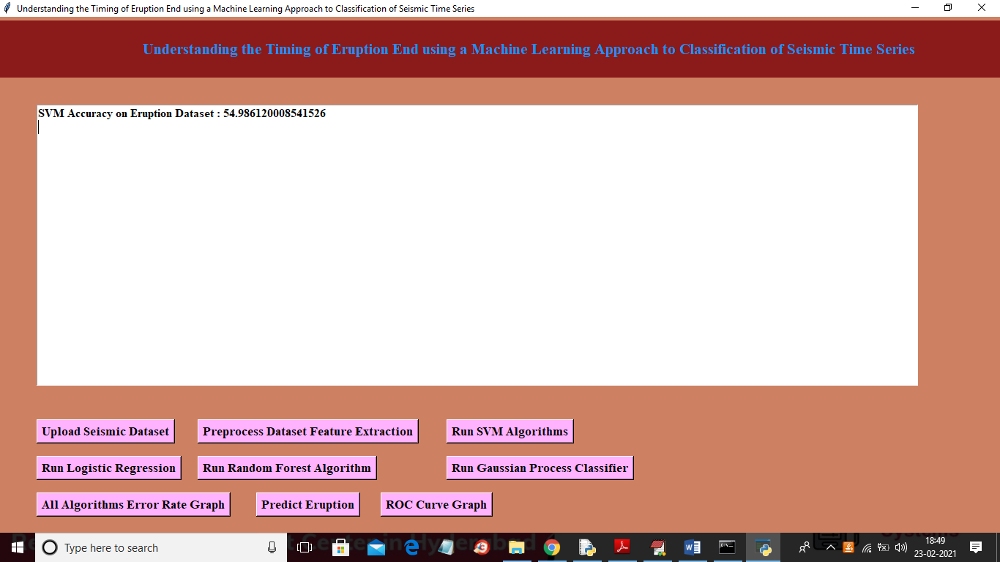 Understanding the Timing of Eruption End using a Machine Learning Approach to Classification of Seismic Time Series
Understanding the Timing of Eruption End using a Machine Learning Approach to Classification of Seismic Time Series
SVM Accuracy on Eruption Dataset : 54.986120008541526
Upload Seismic Dataset
Preprocess Dataset Feature Extraction
Run SVM Algorithms
Run Logistic Regression
Run Random Forest Algorithm
Run Gaussian Process Classifier
All Algorithms Error Rate Graph
Predict Eruption
ROC Curve Graph
Type here to search
Center in Hyderabad
Systems
18:49
23-02-2021